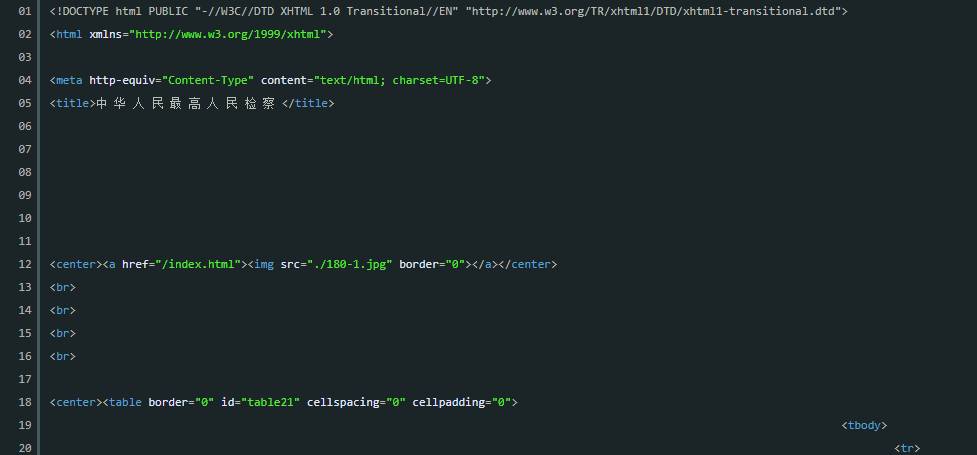 01 <!DOCTYPE html PUBLIC "-//W3C//DTD XHTML 1.0 Transitional//EN" "http://www.w3.org/TR/xhtml1/DTD/xhtml1-transitional.dtd">
02 <html xmlns="http://www.w3.org/1999/xhtml">
03
04 <meta http-equiv="Content-Type" content="text/html; charset=UTF-8">
05 <title>中 华 人 民 最 高 人 民 检 察 </title>
06
07
08
09
10
11
12 <center><a href="/index.html"><img src="./180-1.jpg" border="0"></a></center>
13 <br>
14 <br>
15 <br>
16 <br>
17
18 <center><table border="0" id="table21" cellspacing="0" cellpadding="0">
19 <tbody>
20 <tr>